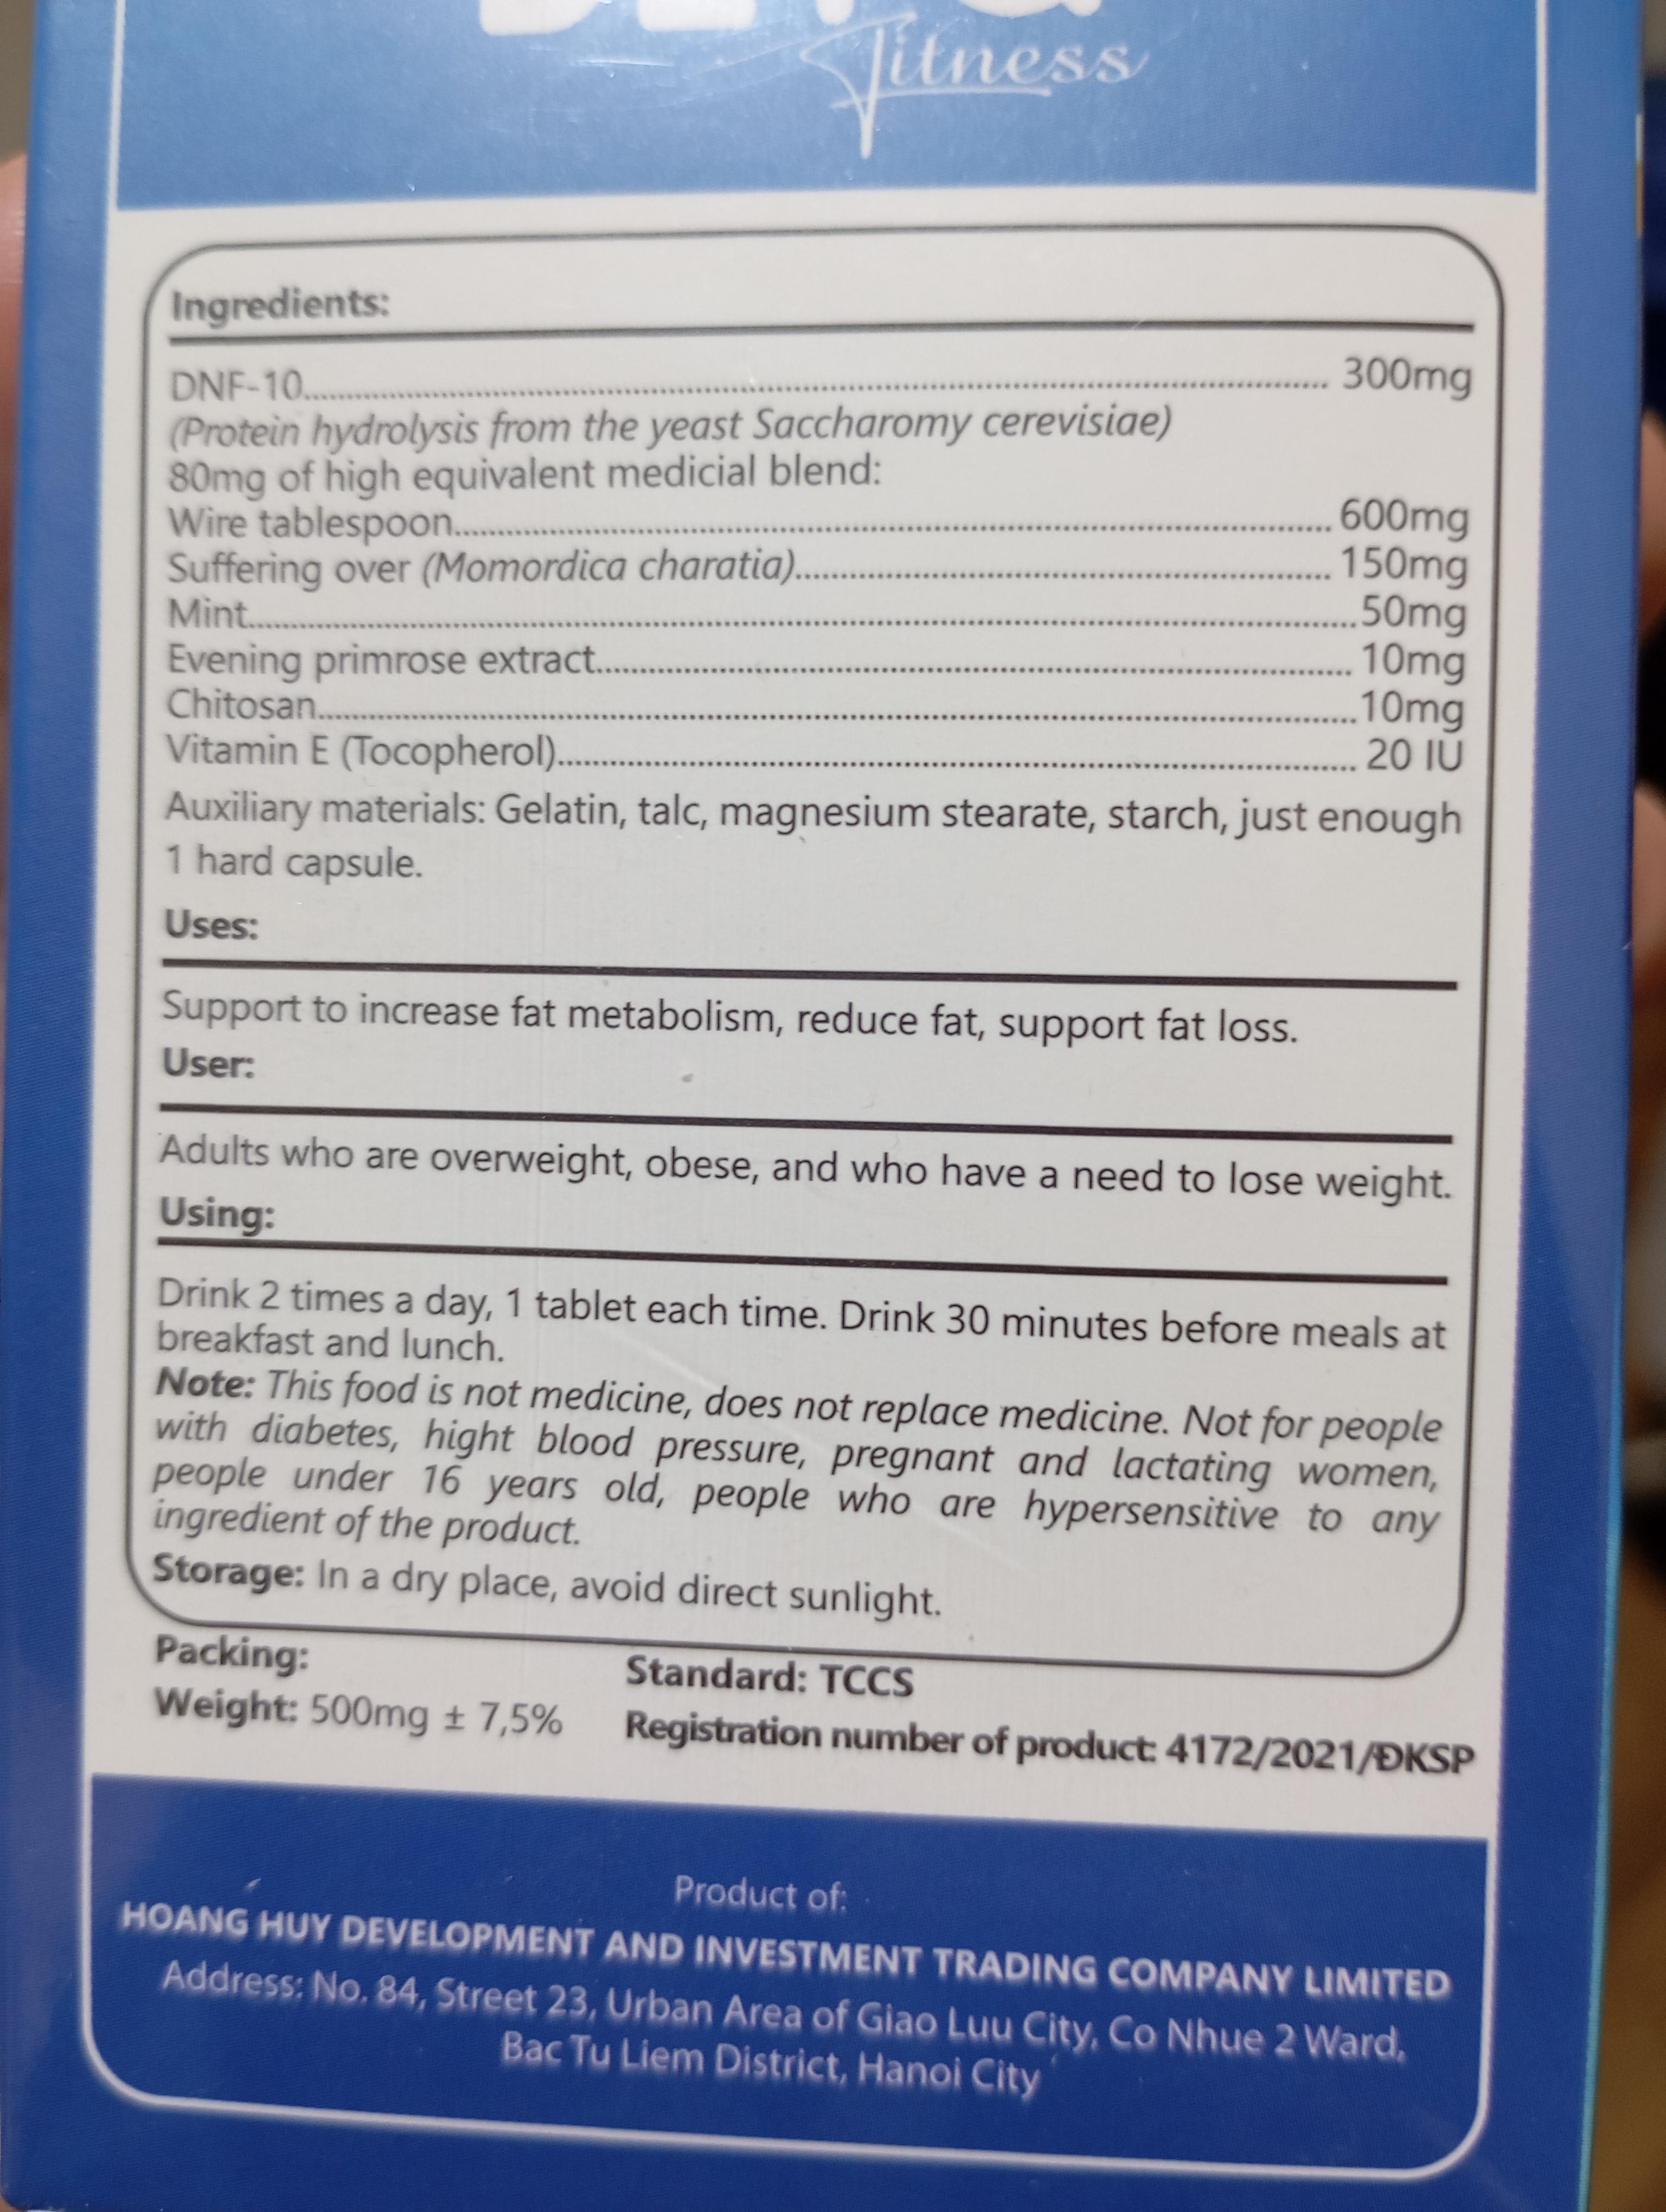 Fitness
Ingredients:
DNF-10............ 300mg
(Protein hydrolysis from the yeast Saccharomy cerevisiae)
80mg of high equivalent medicial blend:
Wire tablespoon............ 600mg
Suffering over (Momordica charatia)............ 150mg
Mint............ 50mg
Evening primrose extract............ 10mg
Chitosan............ 10mg
Vitamin E (Tocopherol)............ 20 IU
Auxiliary materials: Gelatin, talc, magnesium stearate, starch, just enough
1 hard capsule.
Uses:
Support to increase fat metabolism, reduce fat, support fat loss.
User:
Adults who are overweight, obese, and who have a need to lose weight.
Using:
Drink 2 times a day, 1 tablet each time. Drink 30 minutes before meals at
breakfast and lunch.
Note: This food is not medicine, does not replace medicine. Not for people
with diabetes, hight blood pressure, pregnant and lactating women,
people under 16 years old, people who are hypersensitive to any
ingredient of the product.
Storage: In a dry place, avoid direct sunlight.
Packing:
Weight: 500mg ± 7,5%
Standard: TCCS
Registration number of product: 4172/2021/ĐKSP
Product of:
HOANG HUY DEVELOPMENT AND INVESTMENT TRADING COMPANY LIMITED
Address: No. 84, Street 23, Urban Area of Giao Luu City, Co Nhue 2 Ward,
Bac Tu Liem District, Hanoi City